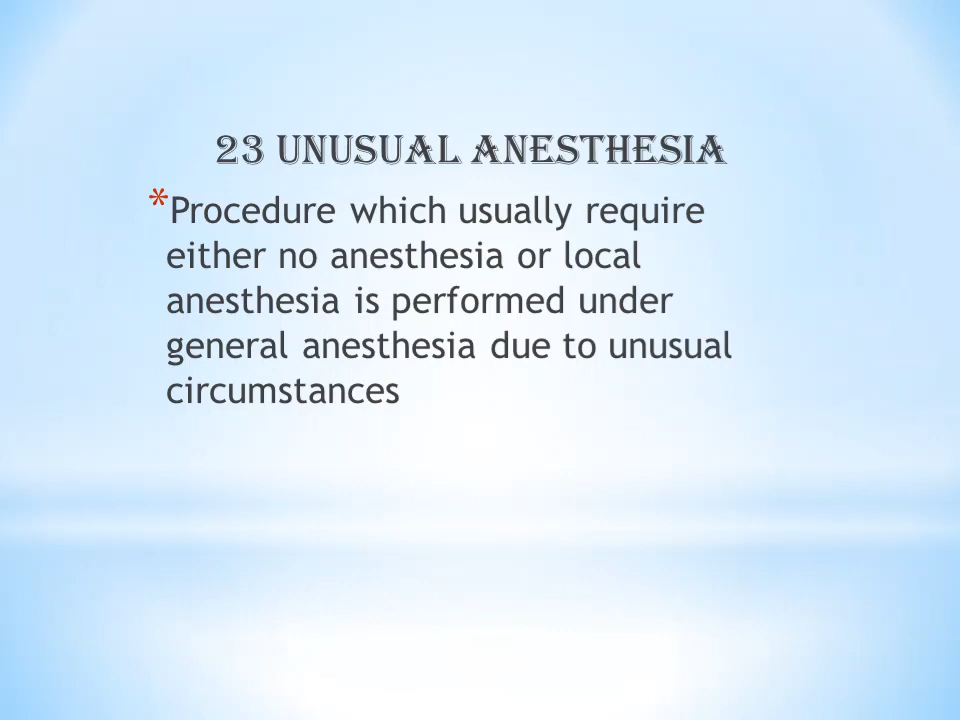 23 UNUSUAL ANESTHESIA
*Procedure which usually require
either no anesthesia or local
anesthesia is performed under
general anesthesia due to unusual
circumstances